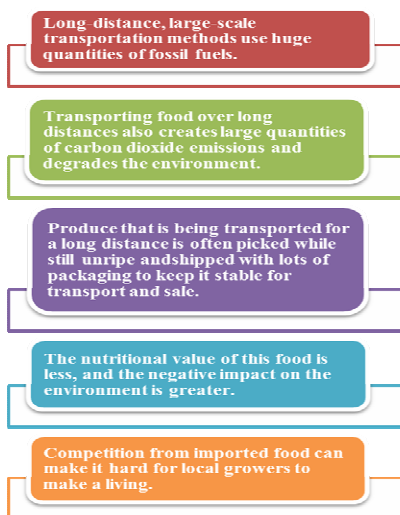 Long-distance, large-scale
transportation methods use huge
quantities of fossil fuels.
Transporting food over long
distances also creates large quantities
of carbon dioxide emissions and
degrades the environment.
Produce that is being transported for
a long distance is often picked while
still unripe andshipped with lots of
packaging to keep it stable for
transport and sale.
The nutritional value of this food is
less, and the negative impact on the
environment is greater.
Competition from imported food can
make it hard for local growers to
make a living.